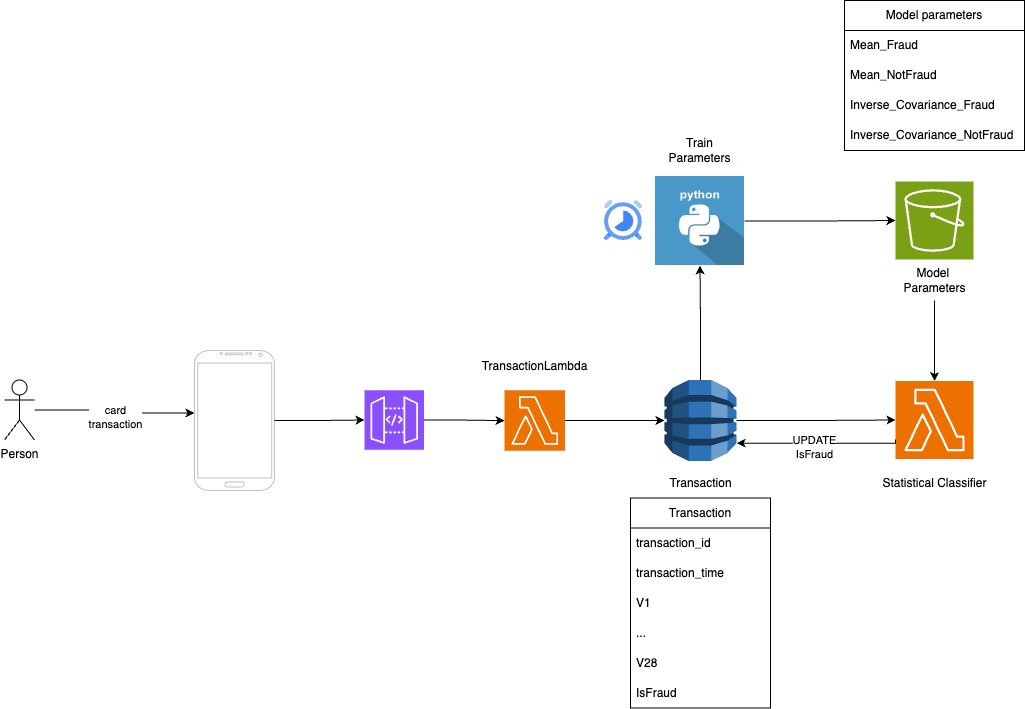 Model parameters
Mean_Fraud
Mean_NotFraud
Inverse_Covariance_Fraud
Inverse_Covariance_NotFraud
Train
Parameters
python
Model
Parameters
TransactionLambda
</>
card
transaction
Person
UPDATE
IsFraud
Transaction
Statistical Classifier
Transaction
transaction_id
transaction_time
V1
...
V28
IsFraud